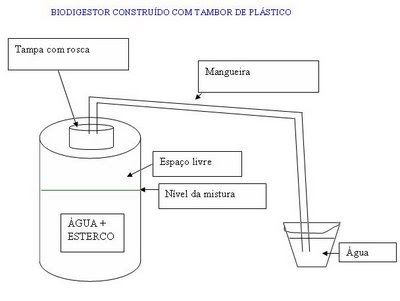 BIODIGESTOR CONSTRUÍDO COM TAMBOR DE PLÁSTICO
Tampa com rosca
Mangueira
Espaço livre
Nível da mistura
ÁGUA +
ESTERCO
Água